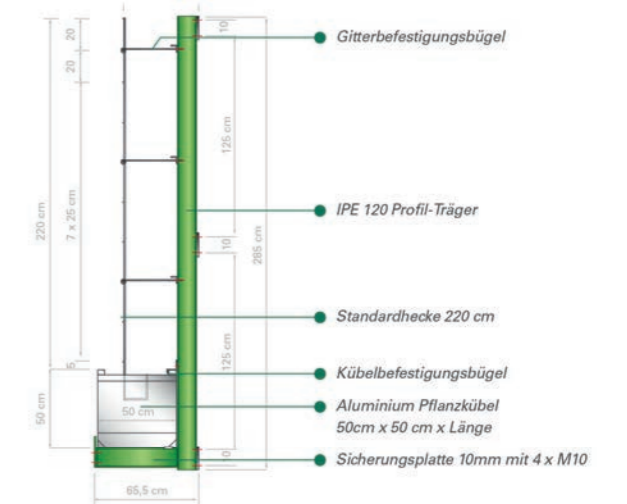 20
20
7 x 25 cm
5
220 cm
50 cm
50 cm
65,5 cm
10
125 cm
10
125 cm
10
285 cm
Gitterbefestigungsbügel
IPE 120 Profil-Träger
Standardhecke 220 cm
Kübelbefestigungsbügel
Aluminium Pflanzkübel
50cm x 50 cm x Länge
Sicherungsplatte 10mm mit 4 x M10